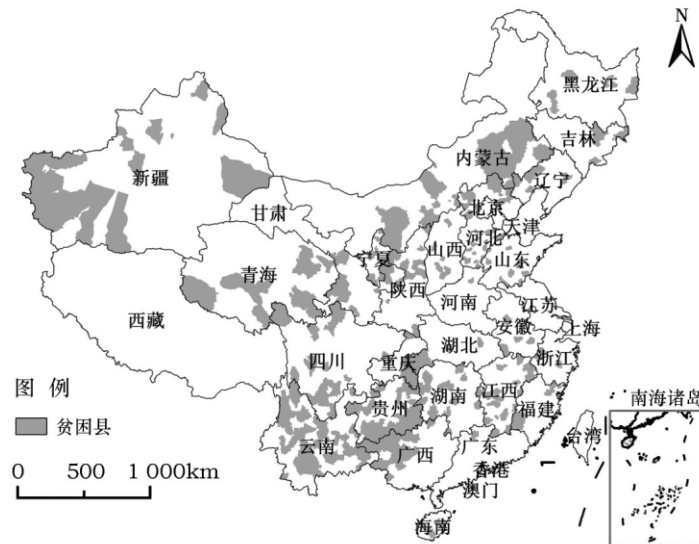 N
黑龙江
吉林
内蒙古
辽宁
新疆
北京
甘肃
天津
河北
山西
宁夏
山东
青海
陕西
河南
江苏
西藏
安徽
上海
湖北
四川
重庆
浙江
图 例
湖南
江西
南海诸岛
贵州
福建
贫困县
台湾
云南
广西
广东
香港
0 500 1 000km
澳门
海南